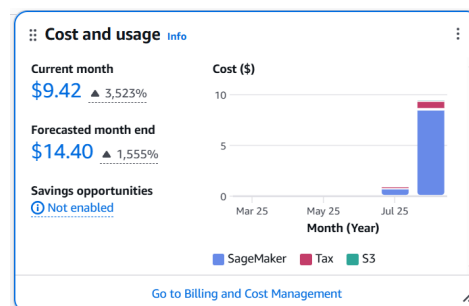 Cost and usage Info
Current month
$9.42 ▲ 3,523%
Forecasted month end
$14.40 ▲ 1,555%
Savings opportunities
Not enabled
Cost ($)
10
5
0
Mar 25 May 25 Jul 25
Month (Year)
SageMaker Tax S3
Go to Billing and Cost Management